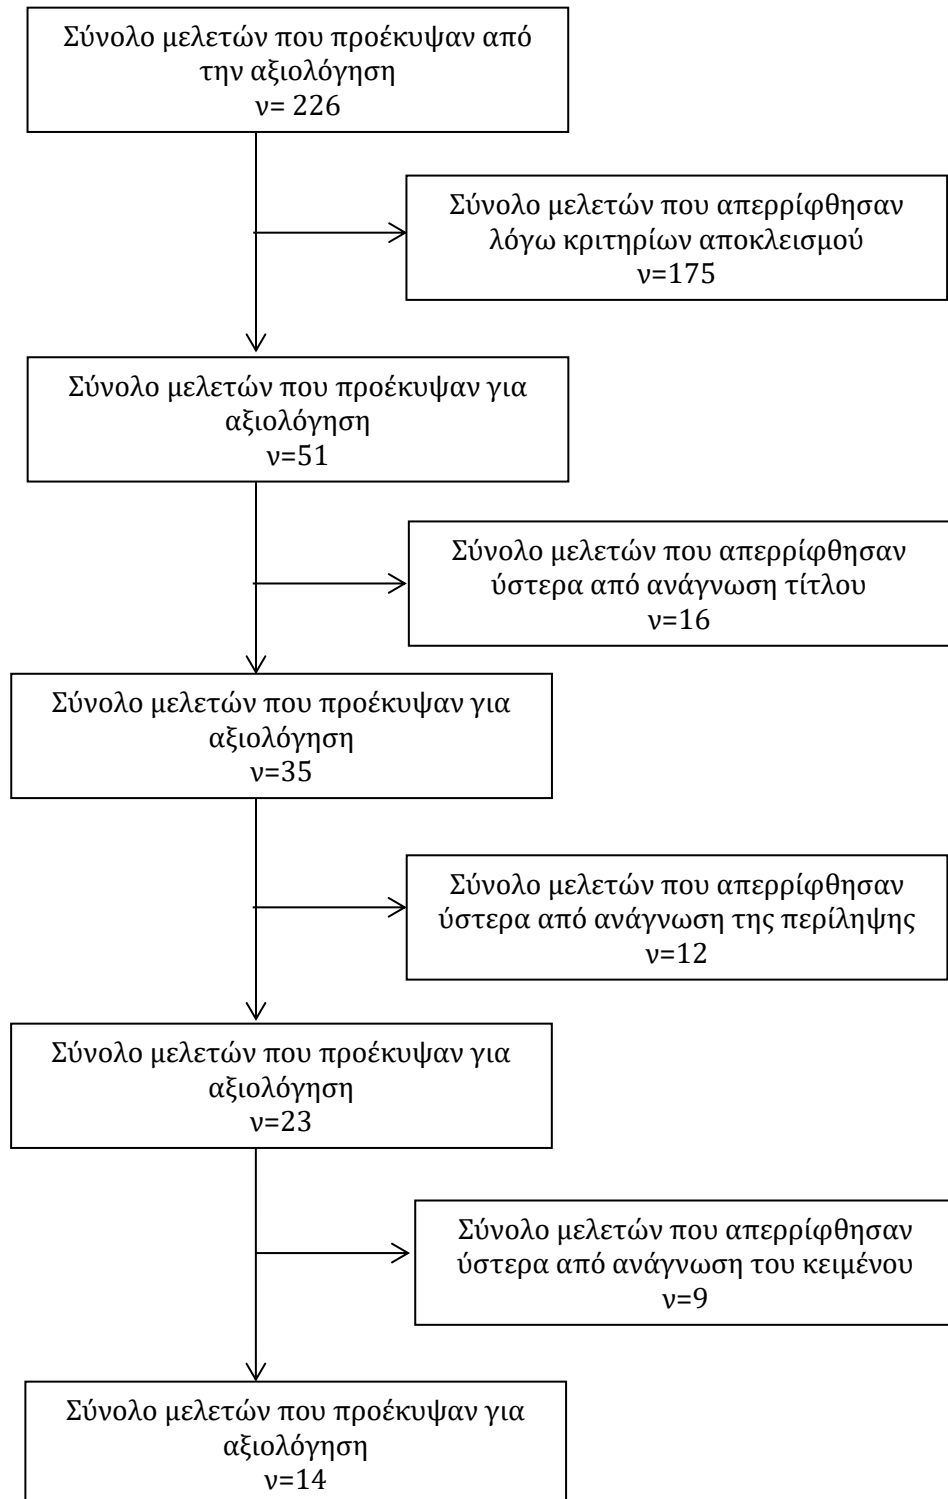 Σύνολο μελετών που προέκυψαν από
την αξιολόγηση
ν= 226
Σύνολο μελετών που απερρίφθησαν
λόγω κριτηρίων αποκλεισμού
ν=175
Σύνολο μελετών που προέκυψαν για
αξιολόγηση
ν=51
Σύνολο μελετών που απερρίφθησαν
ύστερα από ανάγνωση τίτλου
ν=16
Σύνολο μελετών που προέκυψαν για
αξιολόγηση
ν=35
Σύνολο μελετών που απερρίφθησαν
ύστερα από ανάγνωση της περίληψης
ν=12
Σύνολο μελετών που προέκυψαν για
αξιολόγηση
ν=23
Σύνολο μελετών που απερρίφθησαν
ύστερα από ανάγνωση του κειμένου
ν=9
Σύνολο μελετών που προέκυψαν για
αξιολόγηση
ν=14